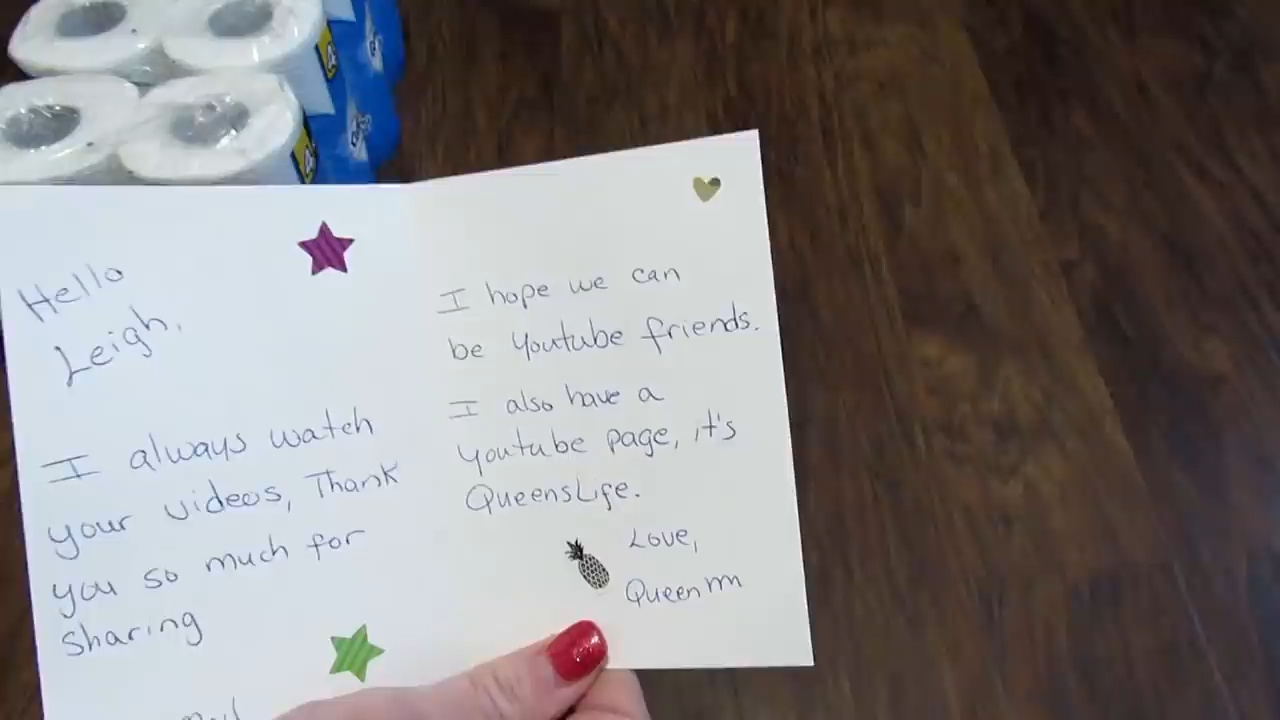 Hello
Leigh,
I always watch
your videos, Thank
you so much for
sharing
I hope we can
be Youtube friends.
I also have a
youtube page, it's
QueensLife.
Love,